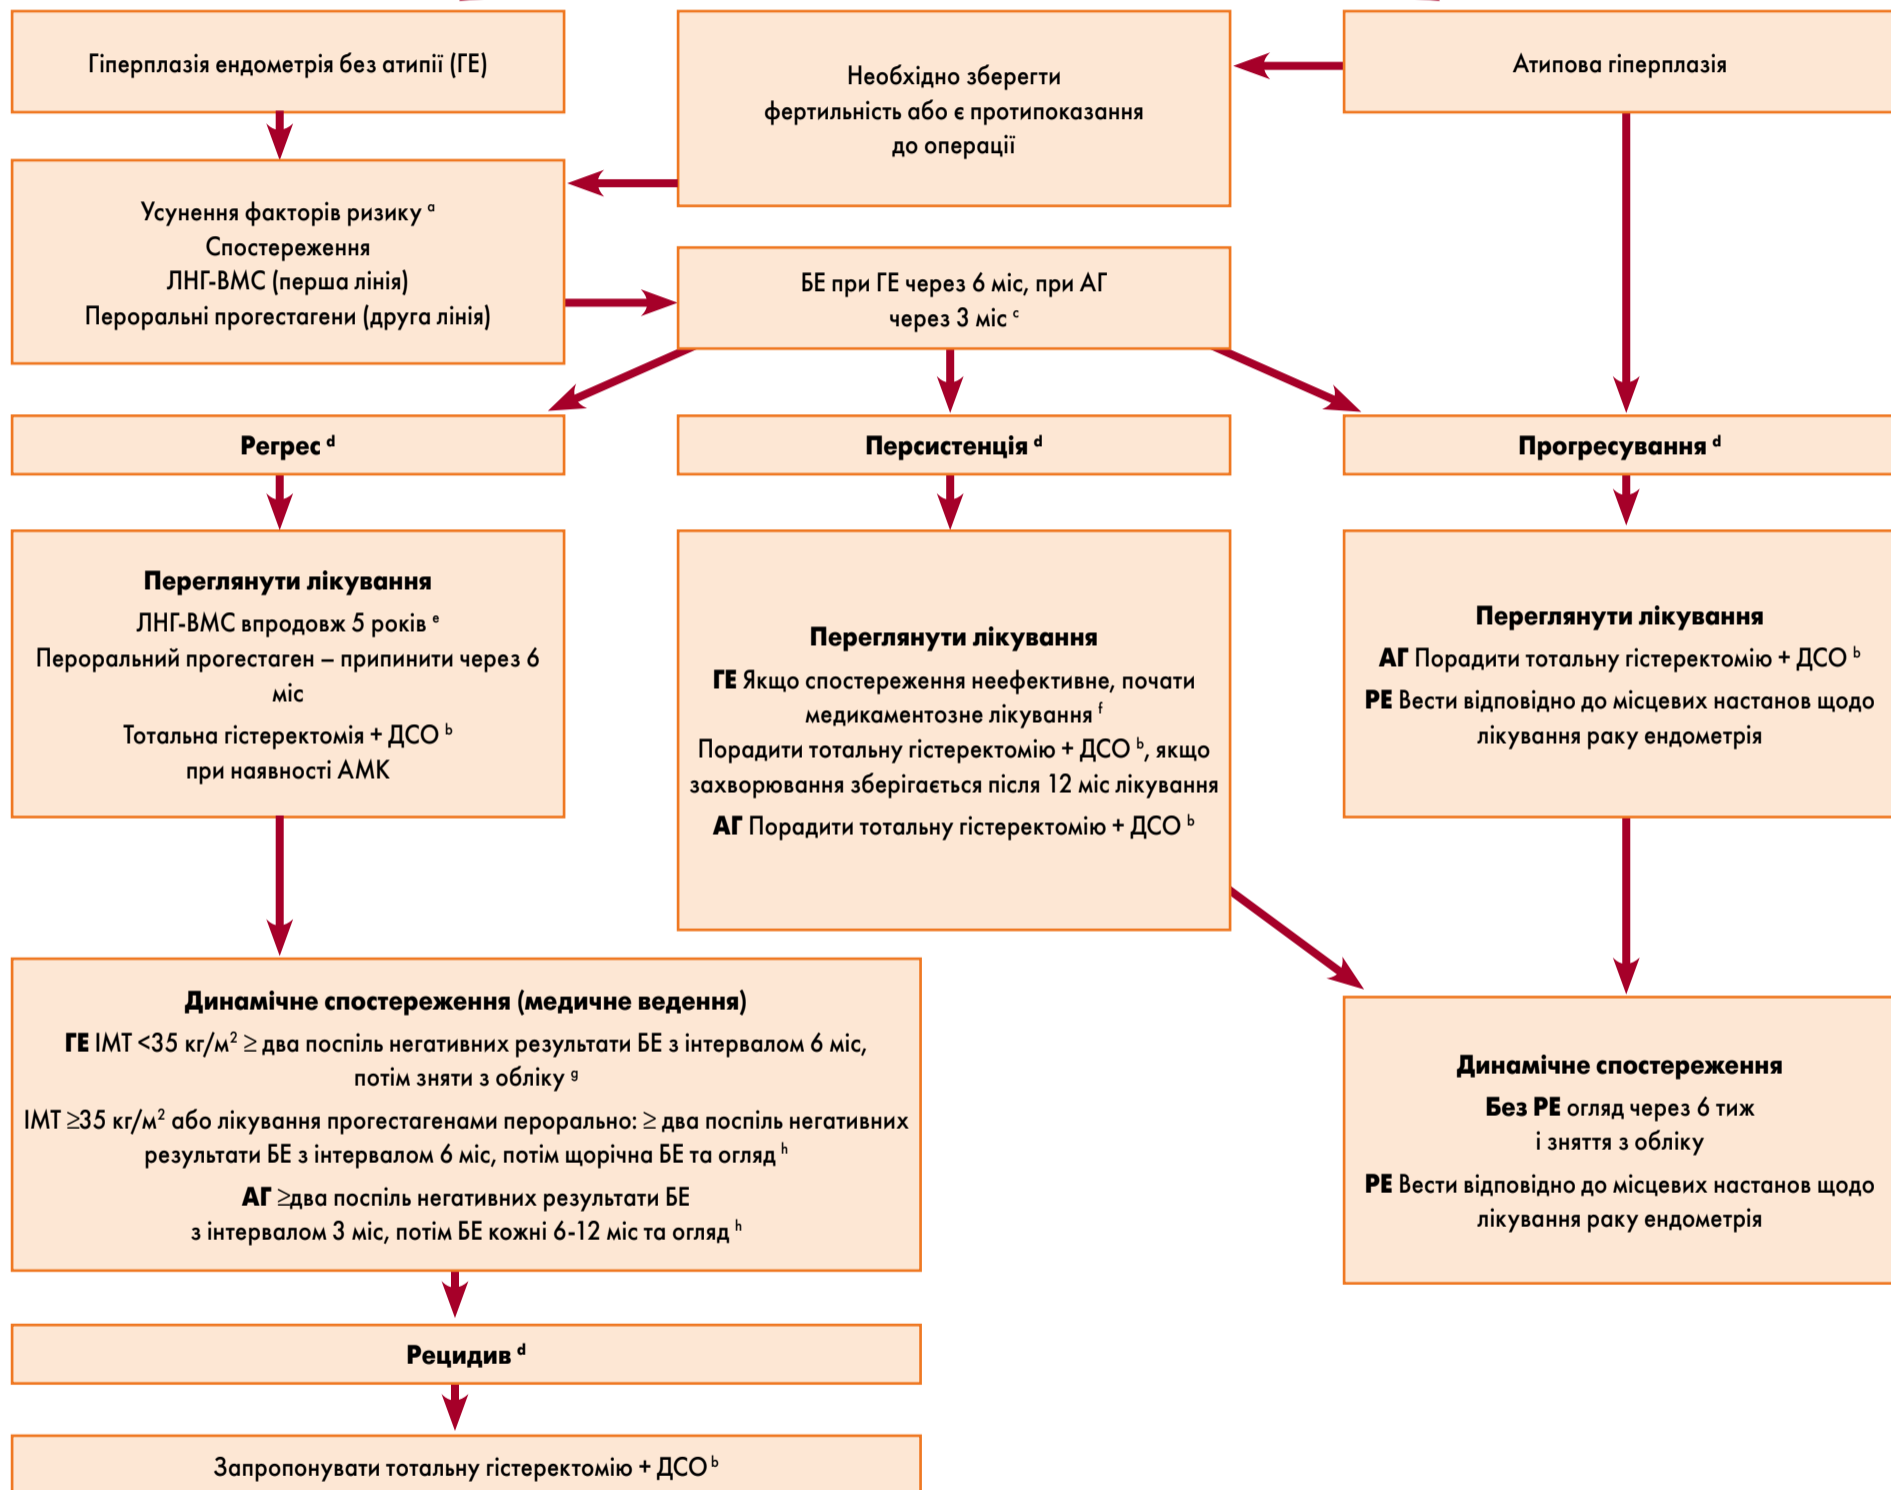 Гіперплазія ендометрія без атипії (ГЕ)
Необхідно зберегти
фертильність або є протипоказання
до операції
Атипова гіперплазія
Усунення факторів ризику ᵃ
Спостереження
ЛНГ-ВМС (перша лінія)
Пероральні прогестагени (друга лінія)
БЕ при ГЕ через 6 міс, при АГ
через 3 міс ᶜ
Регрес ᵈ
Персистенція ᵈ
Прогресування ᵈ
Переглянути лікування
ЛНГ-ВМС впродовж 5 років ᵉ
Пероральний прогестаген – припинити через 6
міс
Тотальна гістеректомія + ДСО ᵇ
при наявності АМК
Переглянути лікування
ГЕ Якщо спостереження неефективне, почати
медикаментозне лікування ᶠ
Порадити тотальну гістеректомію + ДСО ᵇ, якщо
захворювання зберігається після 12 міс лікування
АГ Порадити тотальну гістеректомію + ДСО ᵇ
Переглянути лікування
АГ Порадити тотальну гістеректомію + ДСО ᵇ
РЕ Вести відповідно до місцевих настанов щодо
лікування раку ендометрія
Динамічне спостереження (медичне ведення)
ГЕ ІМТ <35 кг/м² ≥ два поспіль негативних результати БЕ з інтервалом 6 міс,
потім зняти з обліку ᵍ
ІМТ ≥35 кг/м² або лікування прогестагенами перорально: ≥ два поспіль негативних
результати БЕ з інтервалом 6 міс, потім щорічна БЕ та огляд ʰ
АГ ≥два поспіль негативних результати БЕ
з інтервалом 3 міс, потім БЕ кожні 6-12 міс та огляд ʰ
Динамічне спостереження
Без РЕ огляд через 6 тиж
і зняття з обліку
РЕ Вести відповідно до місцевих настанов щодо
лікування раку ендометрія
Рецидив ᵈ
Запропонувати тотальну гістеректомію + ДСО ᵇ